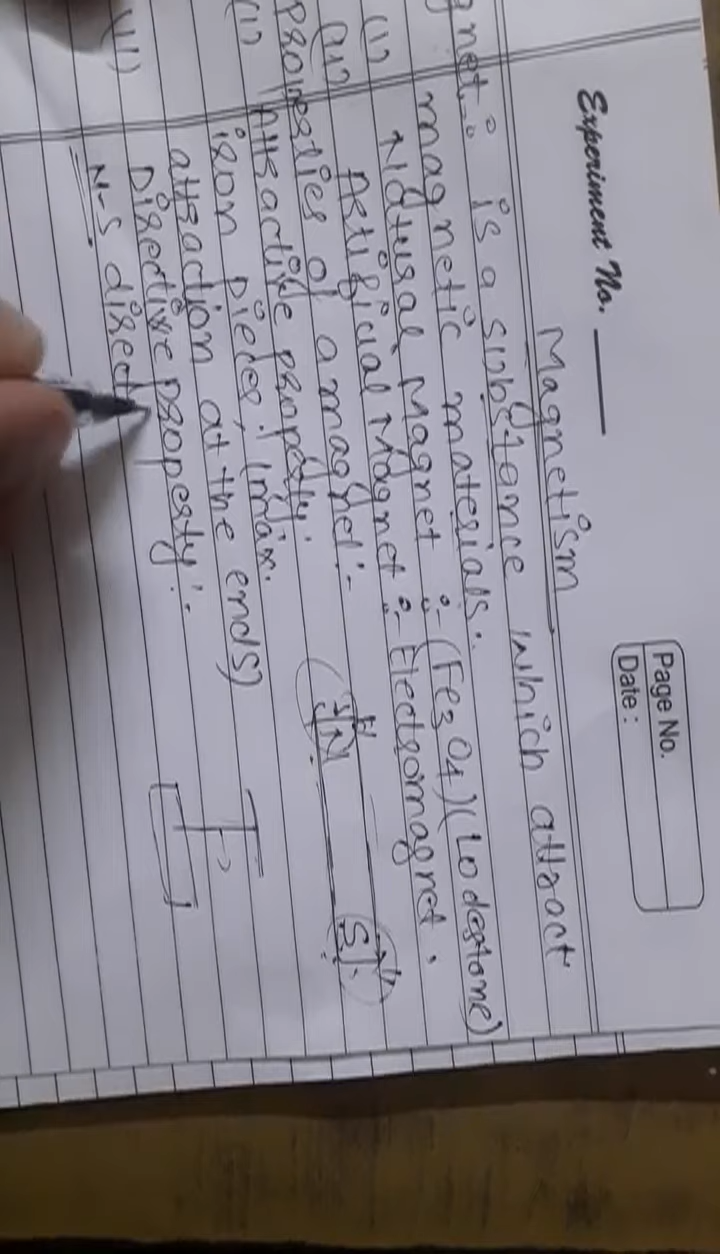 Experiment No.
Page No.
Date :
Magnetism
gnet : is a substance which attract
magnetic materials.
(i) Natural Magnet :- (Fe3O4) (Lodestone)
(ii) Artificial Magnet :- Electromagnet.
Properties of a magnet :-
(i) Attractive property.
iron pieces. (max.
attraction at the ends)
(ii) Directive property :-
N-S direct
N
S